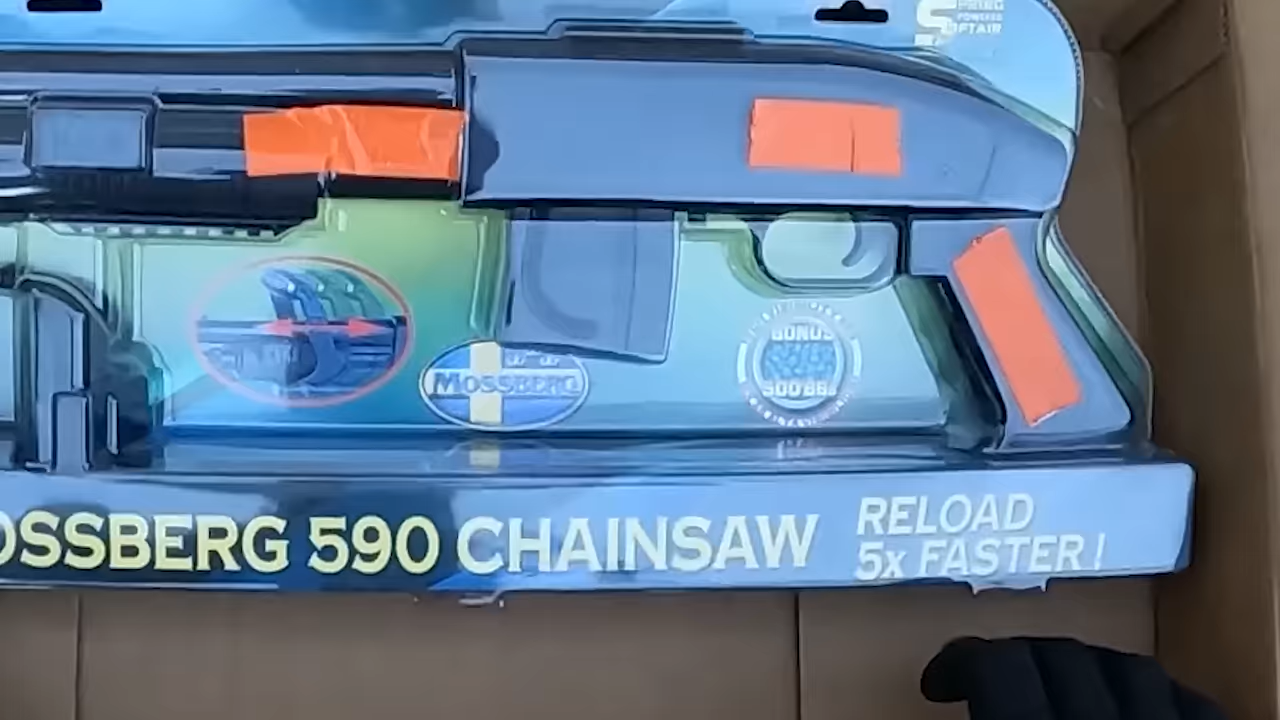 SPRING
POWERED
SOFTAIR
BONUS
500 BBs
MOSSBERG
OSSBERG 590 CHAINSAW
RELOAD
5x FASTER!